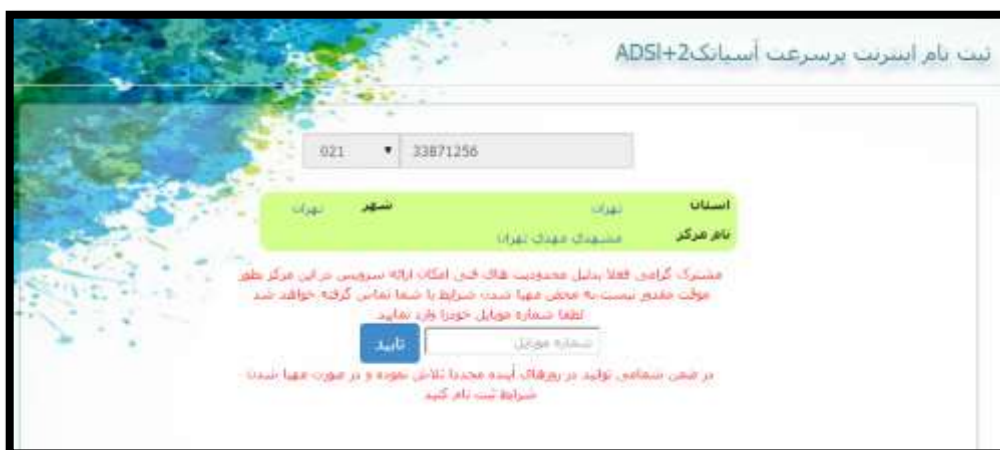 ثبت نام اینترنت پرسرعت آسیاتک ADSl+2
021 33871256
استان تهران شهر تهران
نام مرکز مشهدی مهدی تهران
مشترک گرامی فعلا بدلیل محدودیت های فنی امکان ارائه سرویس در این مرکز بطور
موقت مقدور نیست به محض مهیا شدن شرایط با شما تماس گرفته خواهد شد
لطفا شماره موبایل خودرا وارد نمایید
شماره موبایل تایید
در ضمن شمامی توانید در روزهای آینده مجددا تلاش نموده و در صورت مهیا شدن
شرایط ثبت نام کنید